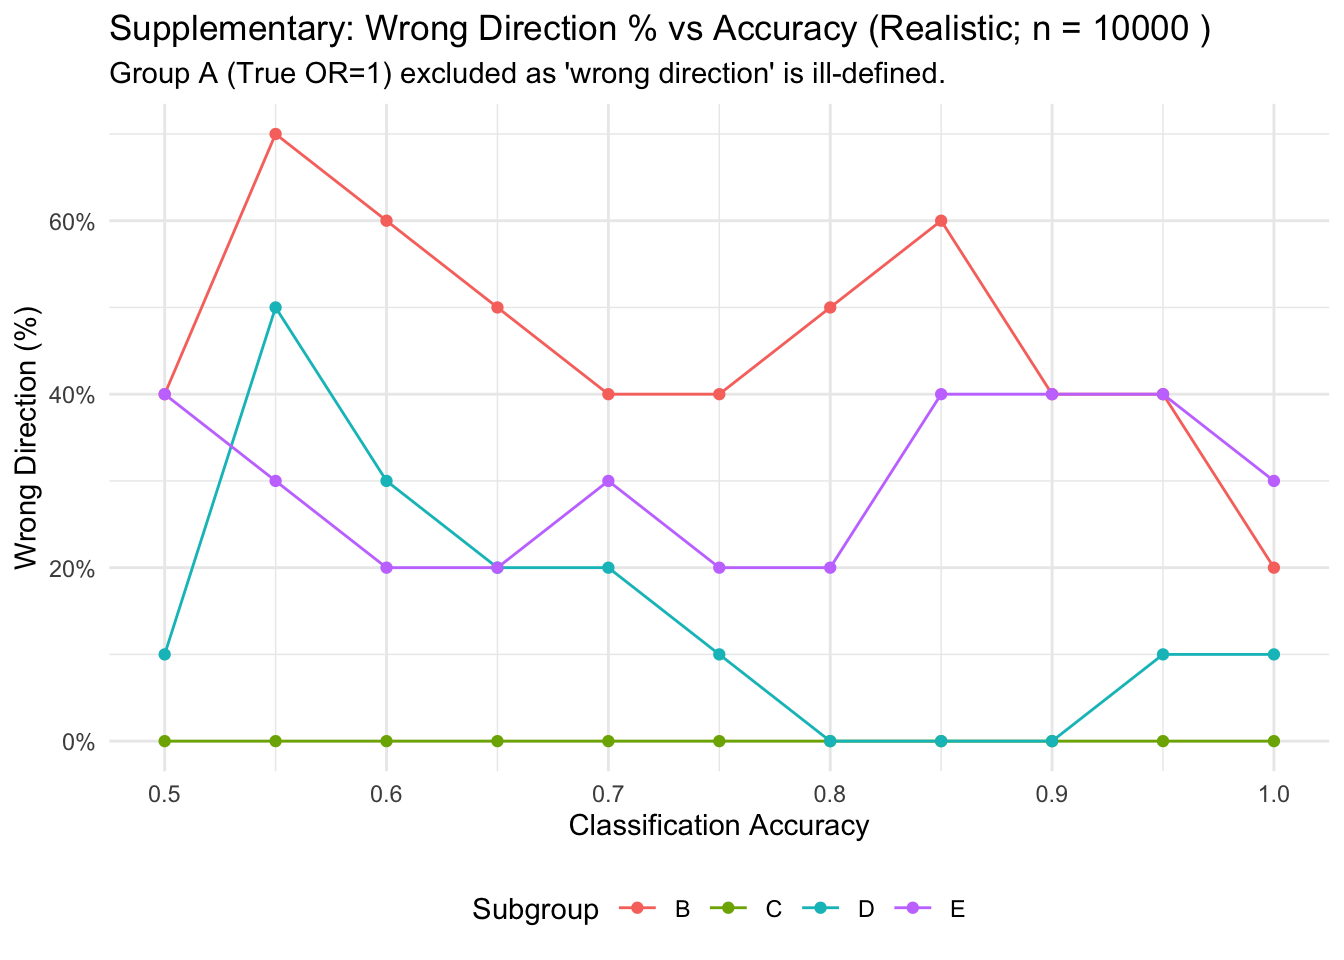 Supplementary: Wrong Direction % vs Accuracy (Realistic; n = 10000 )
Group A (True OR=1) excluded as 'wrong direction' is ill-defined.
Wrong Direction (%)
60%
40%
20%
0%
0.5 0.6 0.7 0.8 0.9 1.0
Classification Accuracy
Subgroup B C D E